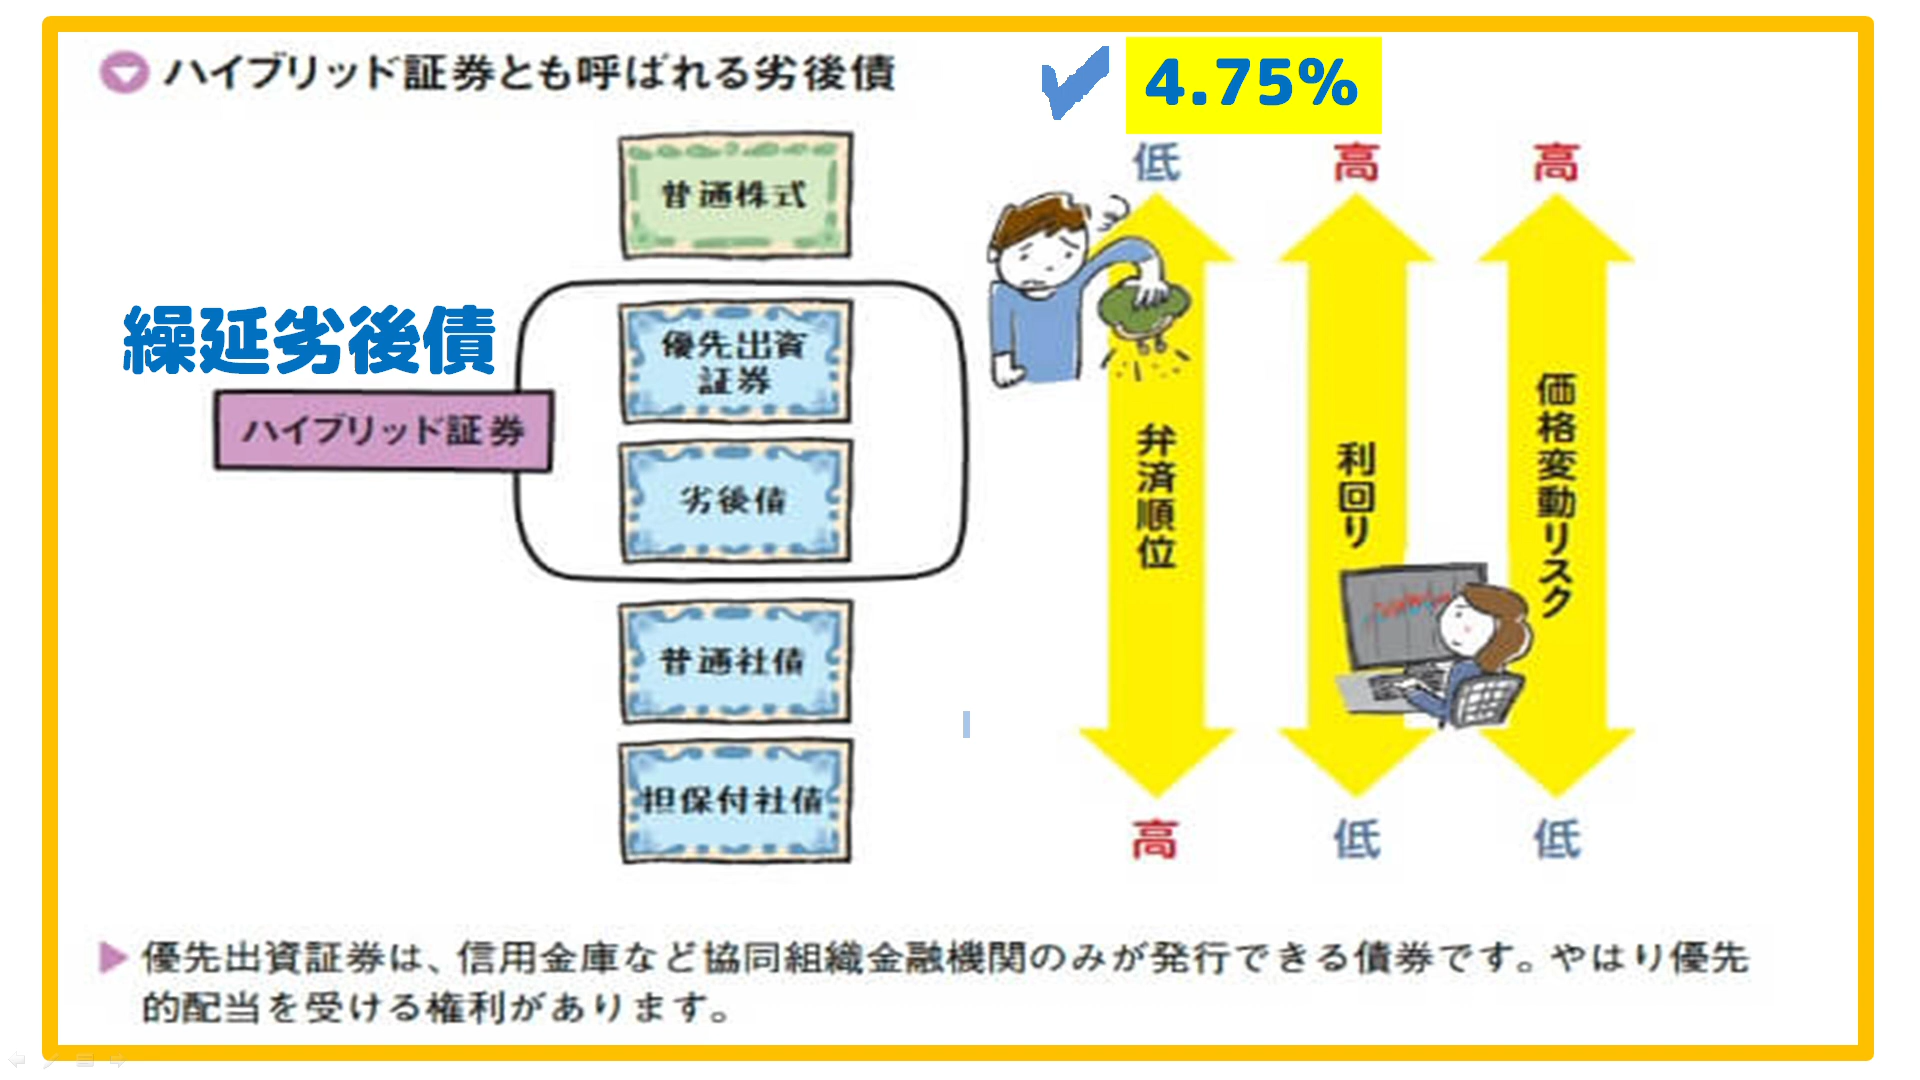 ハイブリッド証券とも呼ばれる劣後債
4.75%
低
高
高
普通株式
繰延劣後債
ハイブリッド証券
優先出資
証券
劣後債
普通社債
担保付社債
弁済順位
利回り
価格変動リスク
高
低
低
優先出資証券は、信用金庫など協同組織金融機関のみが発行できる債券です。やはり優先
的配当を受ける権利があります。